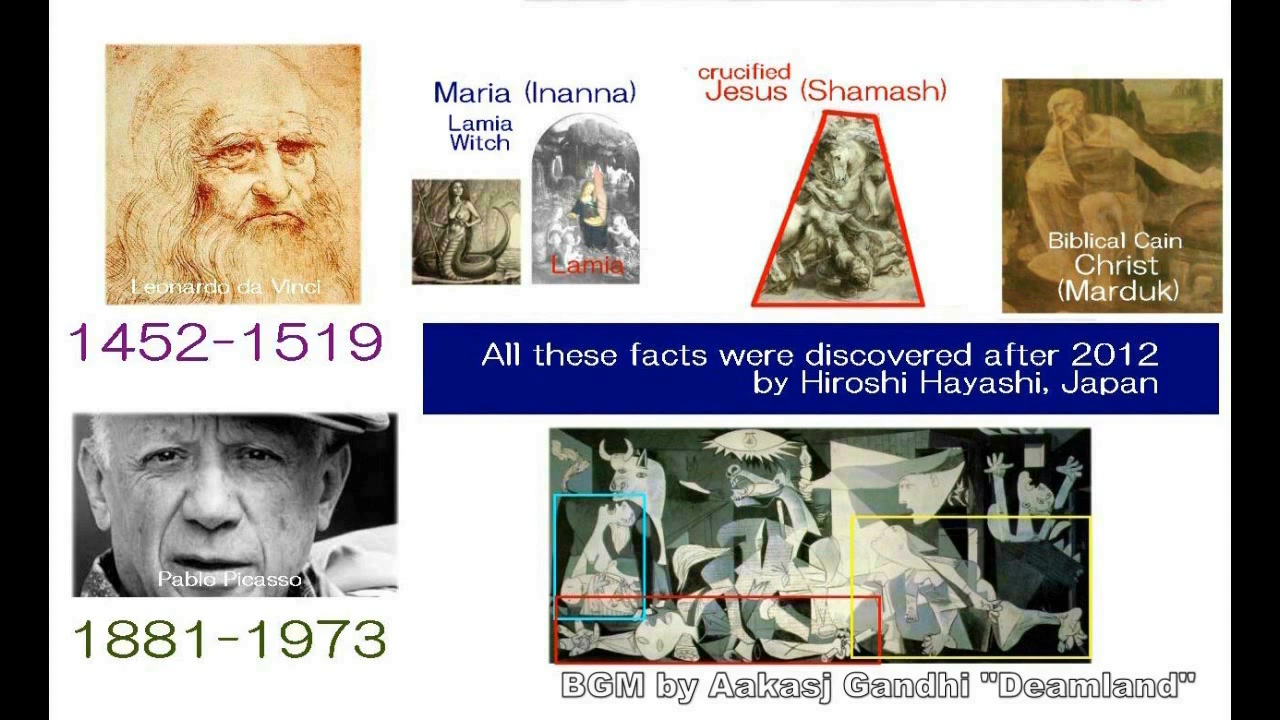 Leonardo da Vinci
1452-1519
Maria (Inanna)
Lamia
Witch
Lamia
crucified
Jesus (Shamash)
Biblical Cain
Christ
(Marduk)
All these facts were discovered after 2012
by Hiroshi Hayashi, Japan
Pablo Picasso
1881-1973
BGM by Aakasj Gandhi "Deamland"